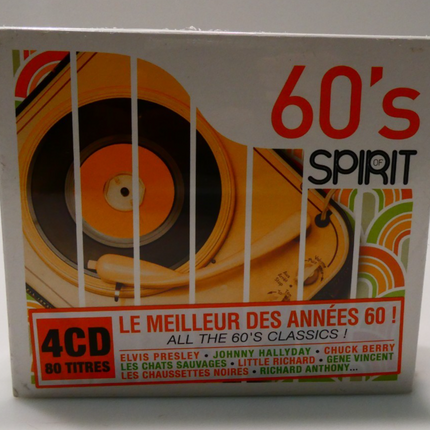 60's
SPIRIT OF
4CD
80 TITRES
LE MEILLEUR DES ANNÉES 60 !
ALL THE 60'S CLASSICS !
ELVIS PRESLEY • JOHNNY HALLYDAY • CHUCK BERRY
LES CHATS SAUVAGES • LITTLE RICHARD • GENE VINCENT
LES CHAUSSETTES NOIRES • RICHARD ANTHONY...